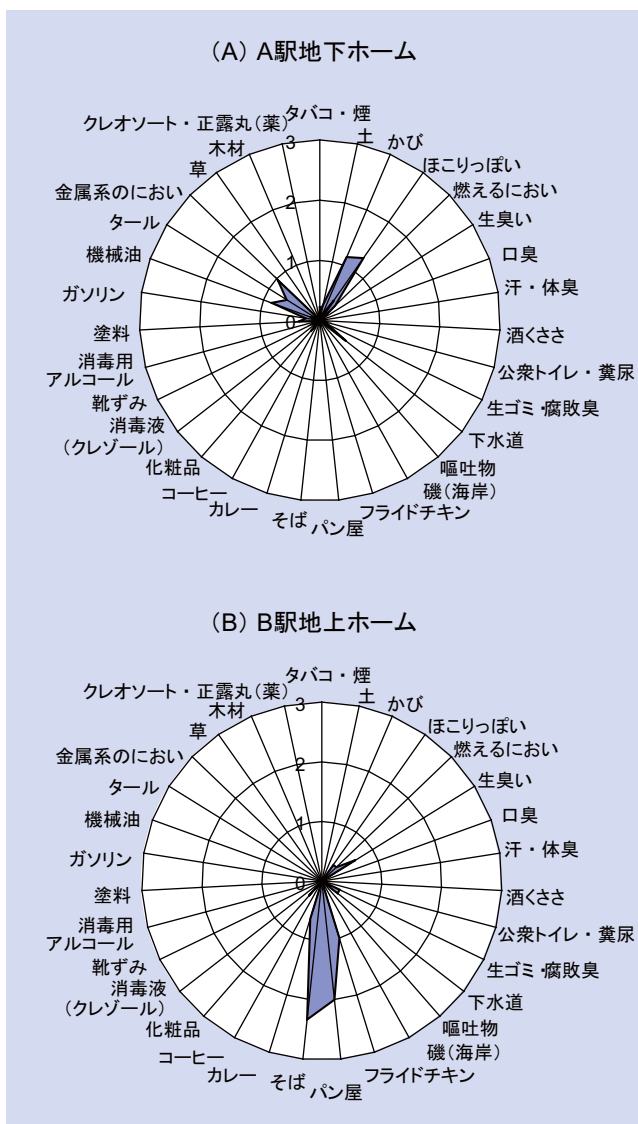 (A) A駅地下ホーム
タバコ・煙
土
かび
ほこりっぽい
燃えるにおい
生臭い
口臭
汗・体臭
酒くささ
公衆トイレ・糞尿
生ゴミ・腐敗臭
下水道
嘔吐物
磯(海岸)
フライドチキン
パン屋
そば
カレー
コーヒー
化粧品
消毒液
(クレゾール)
靴ずみ
消毒用
アルコール
塗料
ガソリン
機械油
タール
金属系のにおい
草
木材
クレオソート・正露丸(薬)
3
2
1
0
(B) B駅地上ホーム
タバコ・煙
土
かび
ほこりっぽい
燃えるにおい
生臭い
口臭
汗・体臭
酒くささ
公衆トイレ・糞尿
生ゴミ・腐敗臭
下水道
嘔吐物
磯(海岸)
フライドチキン
パン屋
そば
カレー
コーヒー
化粧品
消毒液
(クレゾール)
靴ずみ
消毒用
アルコール
塗料
ガソリン
機械油
タール
金属系のにおい
草
木材
クレオソート・正露丸(薬)
3
2
1
0